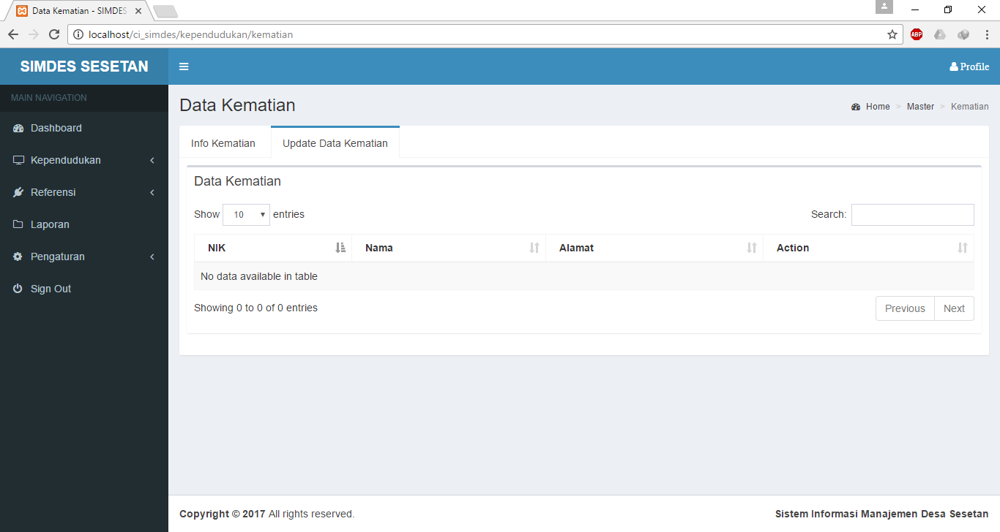 Data Kematian - SIMDES
localhost/ci_simdes/kependudukan/kematian
ABP
SIMDES SESETAN
Profile
MAIN NAVIGATION
Dashboard
Kependudukan
Referensi
Laporan
Pengaturan
Sign Out
Data Kematian
Home > Master > Kematian
Info Kematian
Update Data Kematian
Data Kematian
Show 10 entries
Search:
NIK Nama Alamat Action
No data available in table
Showing 0 to 0 of 0 entries
Previous Next
Copyright © 2017 All rights reserved.
Sistem Informasi Manajemen Desa Sesetan